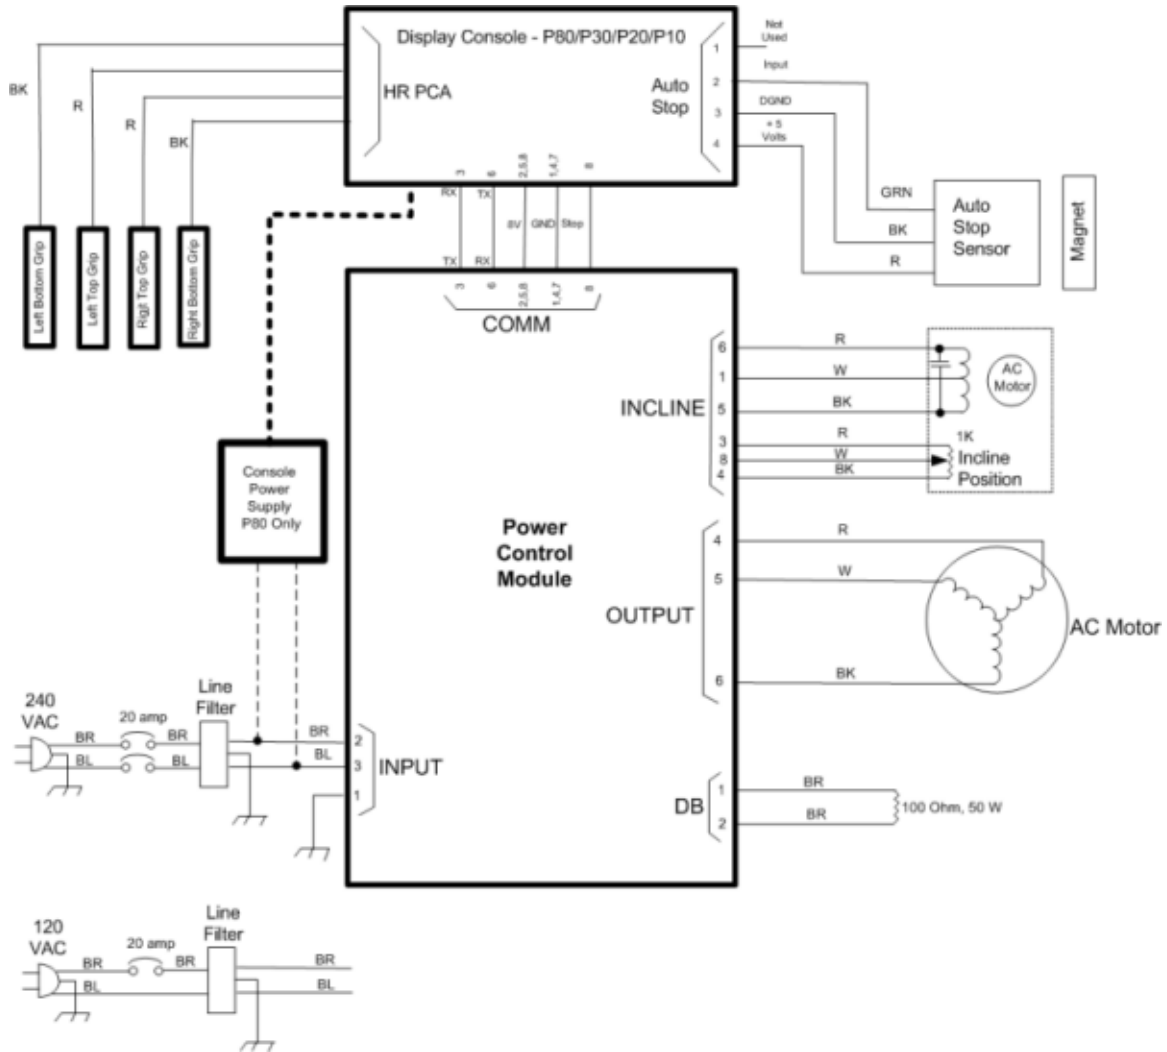 Display Console - P80/P30/P20/P10
HR PCA
Auto
Stop
1
2
3
4
Not
Used
Input
DGND
+ 5
Volts
BK
R
R
BK
3
6
2,5,8
1,4,7
8
RX
TX
8V
GND
Stop
TX
RX
3
6
2,5,8
1,4,7
8
COMM
GRN
BK
R
Auto
Stop
Sensor
Magnet
Left Bottom Grip
Left Top Grip
Right Top Grip
Right Bottom Grip
INCLINE
6
1
5
3
8
4
R
W
BK
R
W
BK
AC
Motor
1K
Incline
Position
Console
Power
Supply
P80 Only
Power
Control
Module
OUTPUT
4
5
6
R
W
BK
AC Motor
240
VAC
20 amp
Line
Filter
BR
BR
BR
BL
BL
BL
2
3
1
INPUT
DB
1
2
BR
BR
100 Ohm, 50 W
120
VAC
20 amp
Line
Filter
BR
BR
BR
BL
BL